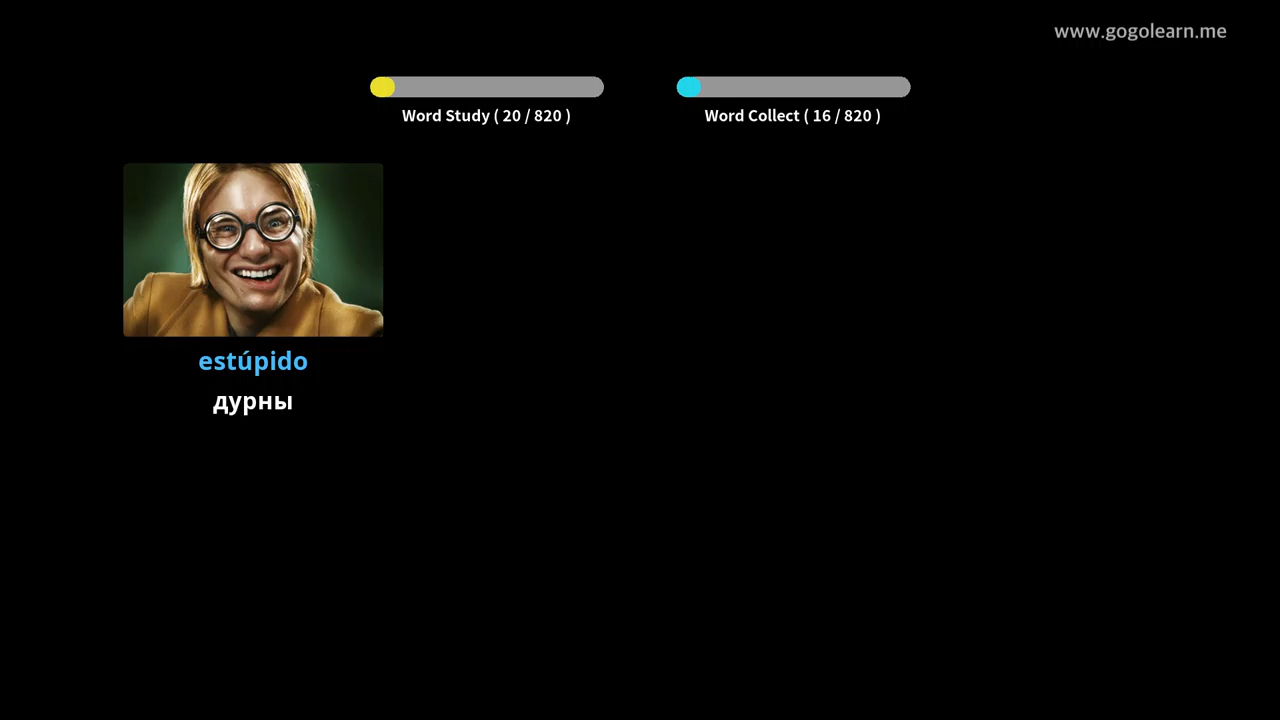 www.gogolearn.me
Word Study ( 20 / 820 )
Word Collect ( 16 / 820 )
estúpido
дурны